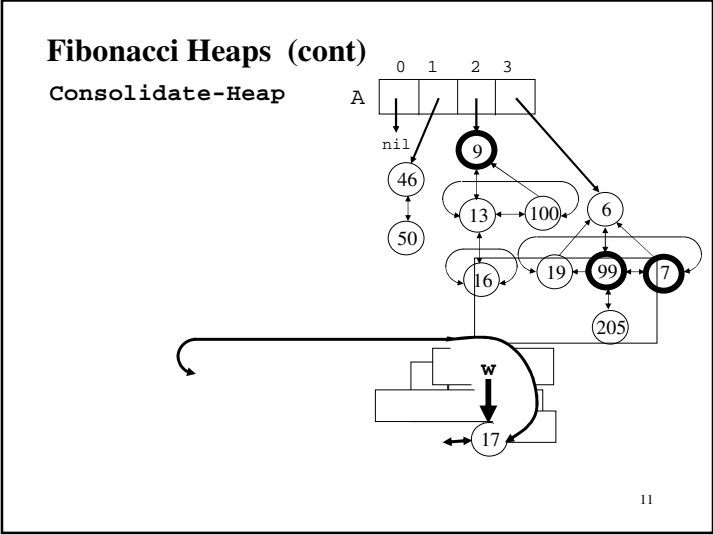 Fibonacci Heaps (cont)
Consolidate-Heap
0 1 2 3
A
nil
9
46
13 100 6
50
16 19 99 7
205
w
17
11